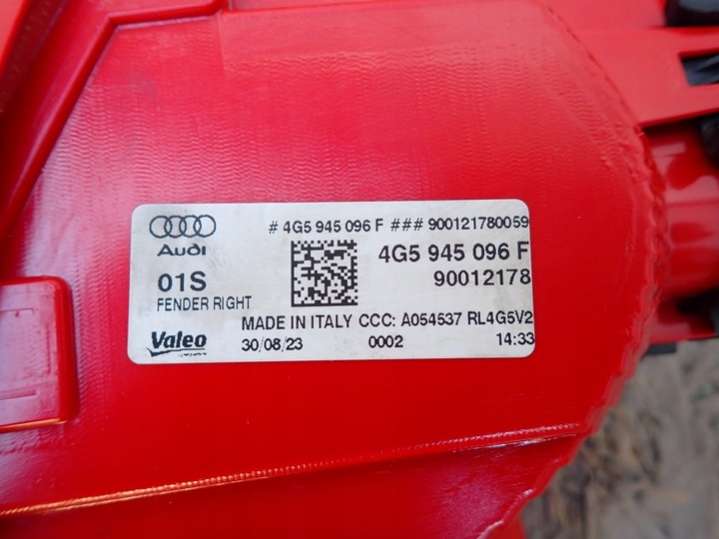 # 4G5 945 096 F ### 900121780059
Audi
4G5 945 096 F
01S
90012178
FENDER RIGHT
MADE IN ITALY CCC: A054537 RL4G5V2
Valeo
30/08/23 0002 14:33